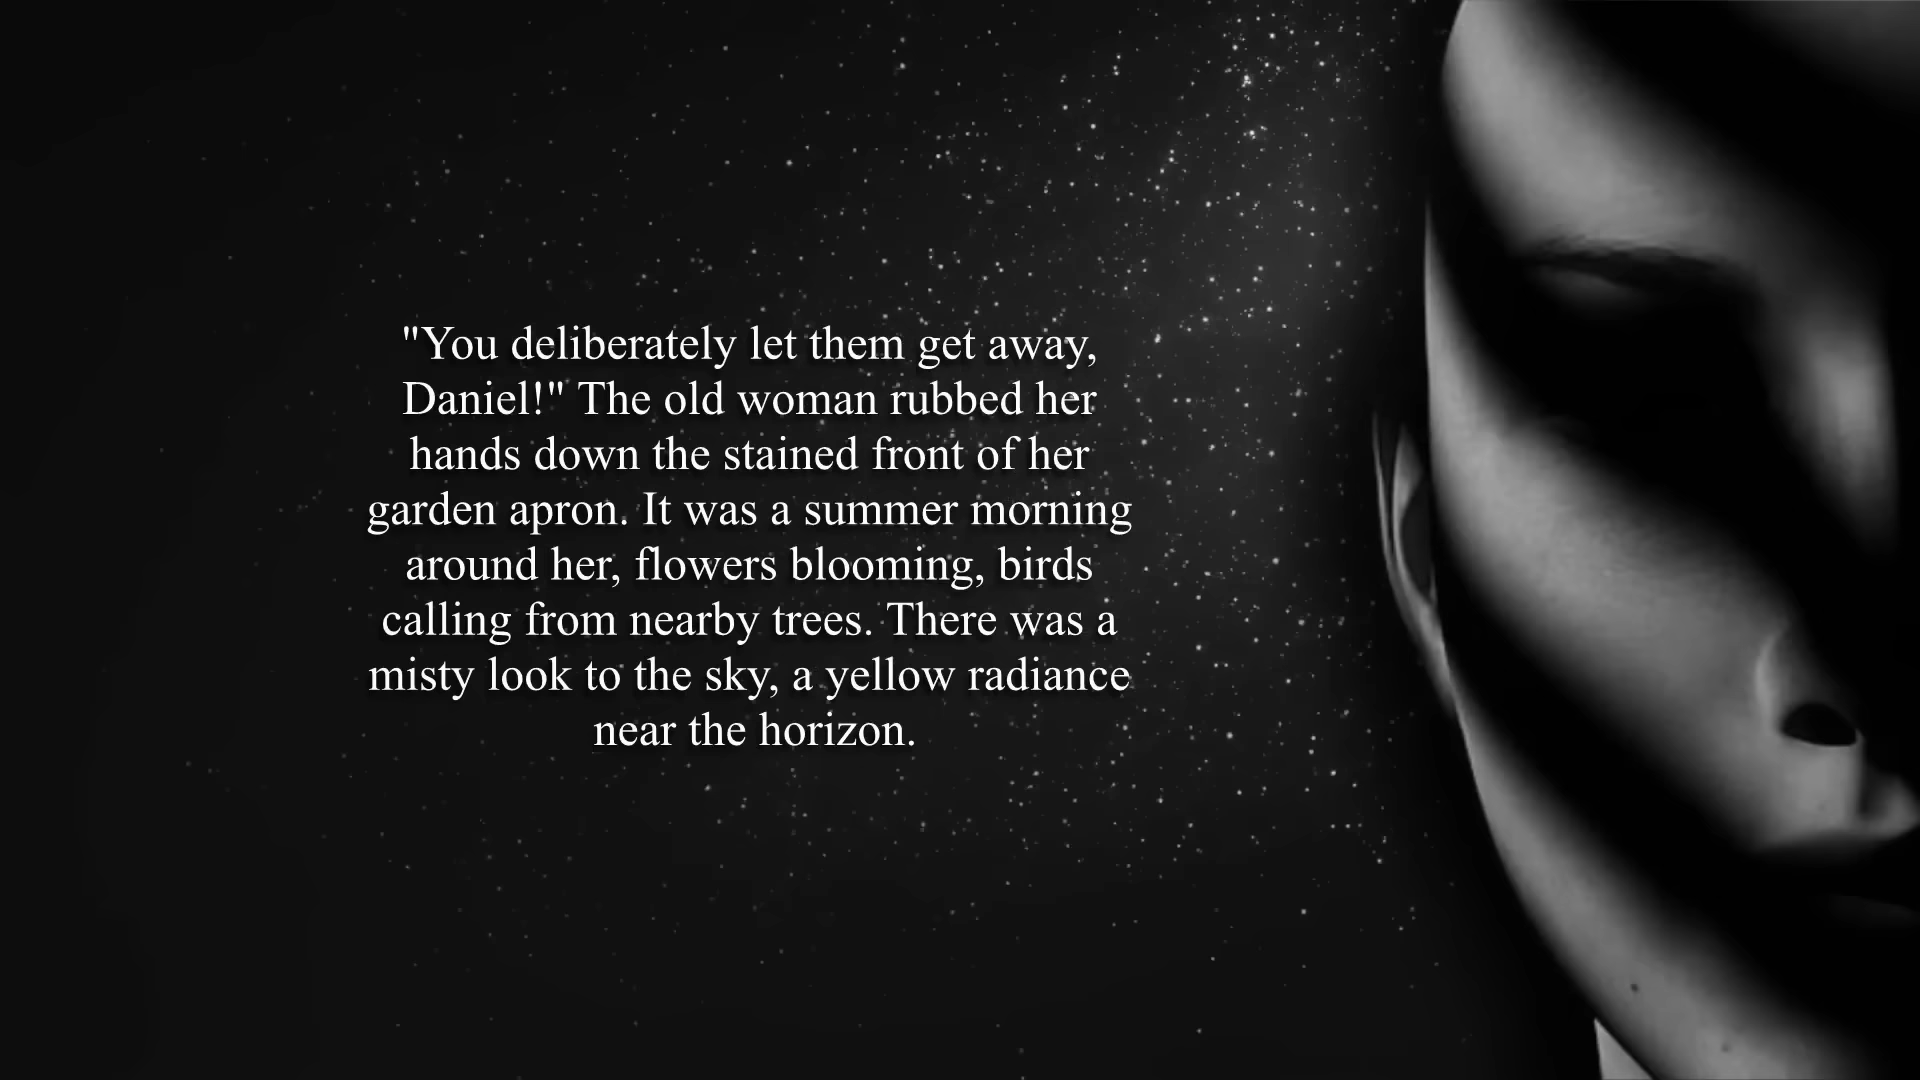 "You deliberately let them get away,
Daniel!" The old woman rubbed her
hands down the stained front of her
garden apron. It was a summer morning
around her, flowers blooming, birds
calling from nearby trees. There was a
misty look to the sky, a yellow radiance
near the horizon.